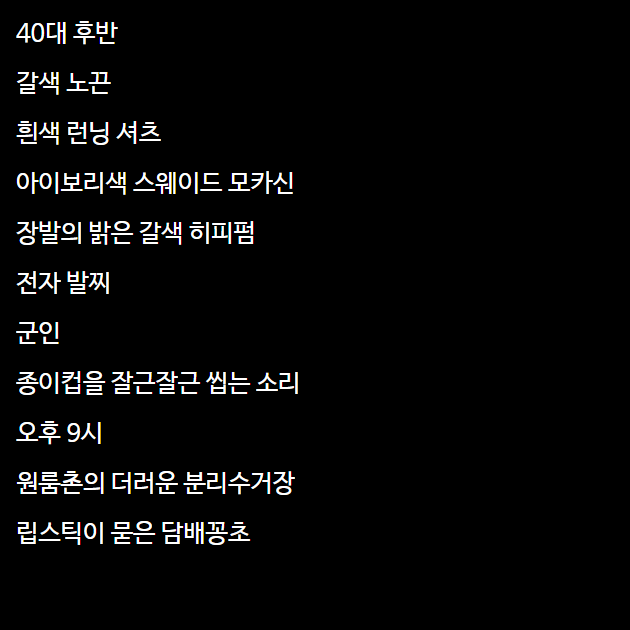 40대 후반
갈색 노끈
흰색 런닝 셔츠
아이보리색 스웨이드 모카신
장발의 밝은 갈색 히피펌
전자 발찌
군인
종이컵을 잘근잘근 씹는 소리
오후 9시
원룸촌의 더러운 분리수거장
립스틱이 묻은 담배꽁초